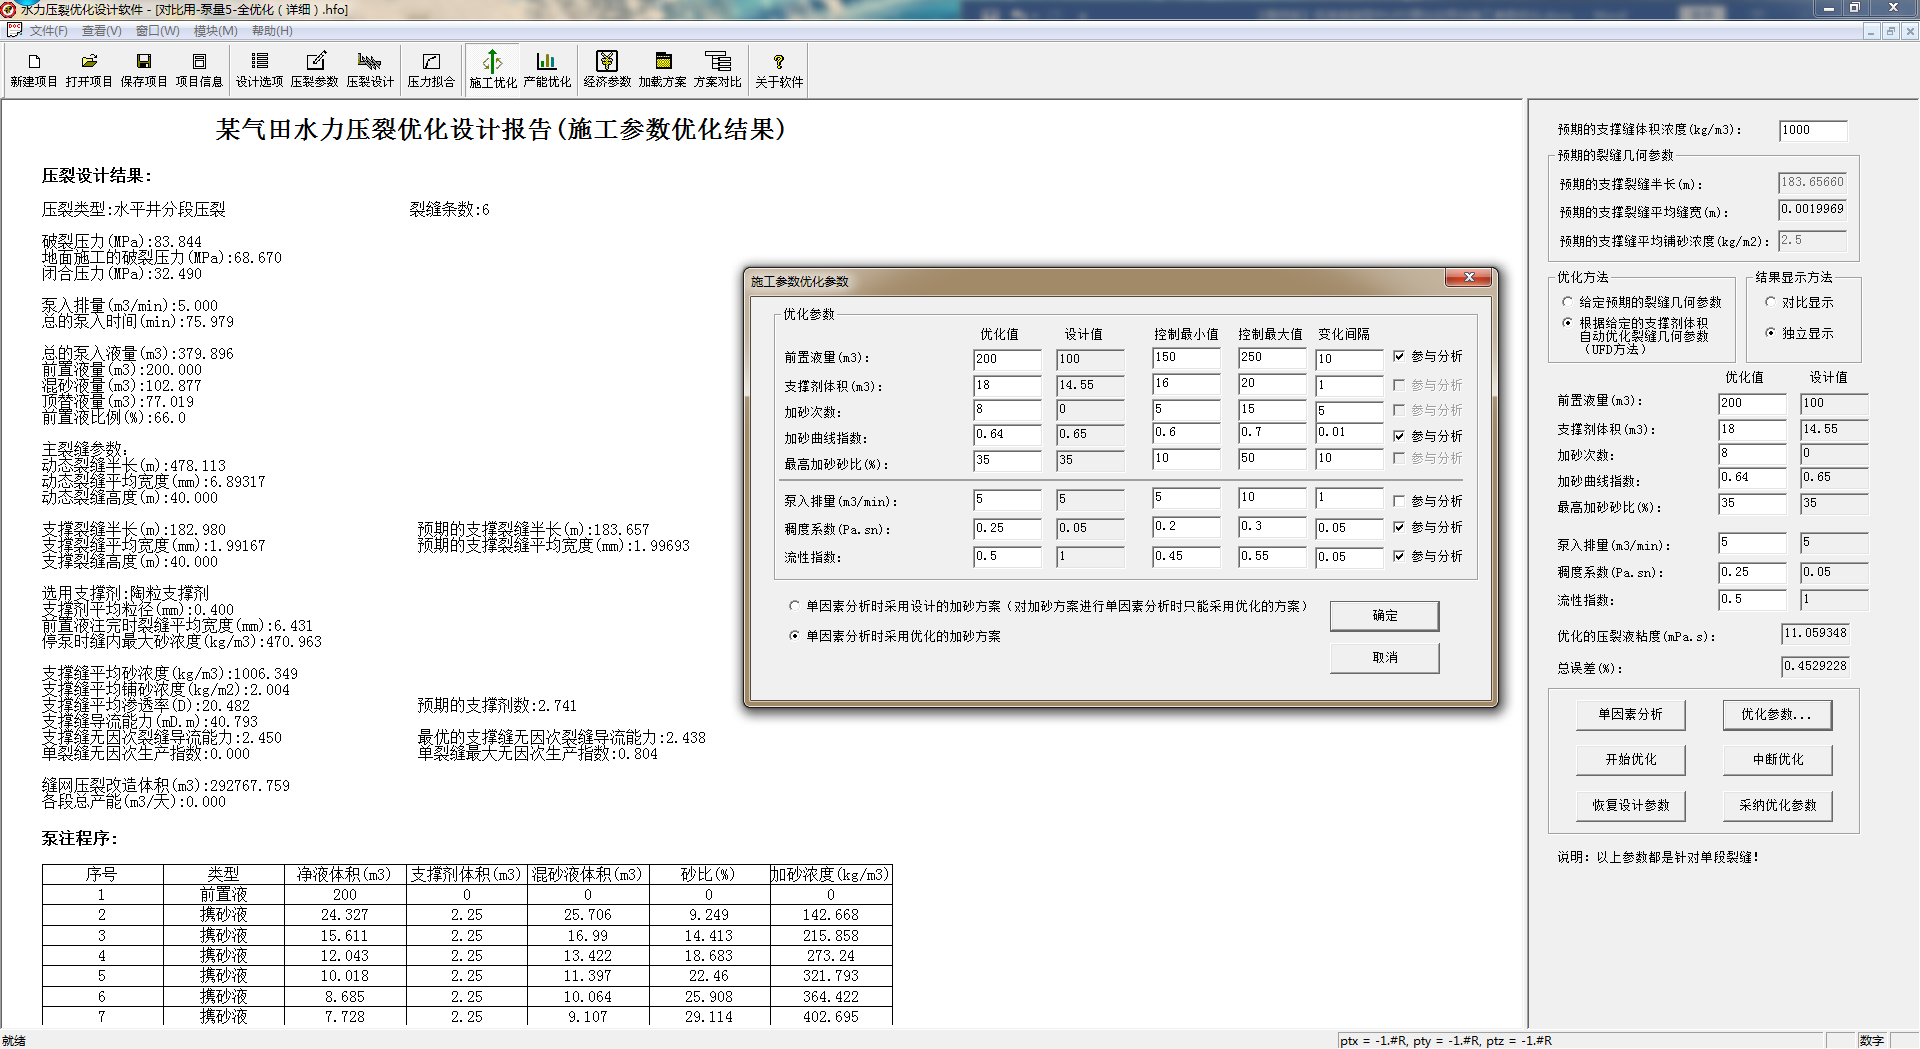 水力压裂优化设计软件 - [对比用-泵量5-全优化（详细）.hfo]
文件(F) 查看(V) 窗口(W) 模块(M) 帮助(H)
新建项目 打开项目 保存项目 项目信息 设计选项 压裂参数 压裂设计 压力拟合 施工优化 产能优化 经济参数 加载方案 方案对比 关于软件
某气田水力压裂优化设计报告(施工参数优化结果)
压裂设计结果:
压裂类型:水平井分段压裂 裂缝条数:6
破裂压力(MPa):83.844
地面施工的破裂压力(MPa):68.670
闭合压力(MPa):32.490
泵入排量(m3/min):5.000
总的泵入时间(min):75.979
总的泵入液量(m3):379.896
前置液量(m3):200.000
混砂液量(m3):102.877
顶替液量(m3):77.019
前置液比例(%):66.0
主裂缝参数:
动态裂缝半长(m):478.113
动态裂缝平均宽度(mm):6.89317
动态裂缝高度(m):40.000
支撑裂缝半长(m):182.980 预期的支撑裂缝半长(m):183.657
支撑裂缝平均宽度(mm):1.99167 预期的支撑裂缝平均宽度(mm):1.99693
支撑裂缝高度(m):40.000
选用支撑剂:陶粒支撑剂
支撑剂平均粒径(mm):0.400
前置液注完时裂缝平均宽度(mm):6.431
停泵时缝内最大砂浓度(kg/m3):470.963
支撑缝平均砂浓度(kg/m3):1006.349
支撑缝平均铺砂浓度(kg/m2):2.004
支撑缝平均渗透率(D):20.482 预期的支撑剂数:2.741
支撑缝导流能力(mD.m):40.793
支撑缝无因次裂缝导流能力:2.450 最优的支撑缝无因次裂缝导流能力:2.438
单裂缝无因次生产指数:0.000 单裂缝最大无因次生产指数:0.804
缝网压裂改造体积(m3):292767.759
各段总产能(m3/天):0.000
泵注程序:
序号 类型 净液体积(m3) 支撑剂体积(m3) 混砂液体积(m3) 砂比(%) 加砂浓度(kg/m3)
1 前置液 200 0 0 0 0
2 携砂液 24.327 2.25 25.706 9.249 142.668
3 携砂液 15.611 2.25 16.99 14.413 215.858
4 携砂液 12.043 2.25 13.422 18.683 273.24
5 携砂液 10.018 2.25 11.397 22.46 321.793
6 携砂液 8.685 2.25 10.064 25.908 364.422
7 携砂液 7.728 2.25 9.107 29.114 402.695
施工参数优化参数
优化参数
优化值 设计值 控制最小值 控制最大值 变化间隔
前置液量(m3): 200 100 150 250 10 参与分析
支撑剂体积(m3): 18 14.55 16 20 1 参与分析
加砂次数: 8 0 5 15 5 参与分析
加砂曲线指数: 0.64 0.65 0.6 0.7 0.01 参与分析
最高加砂砂比(%): 35 35 10 50 10 参与分析
泵入排量(m3/min): 5 5 5 10 1 参与分析
稠度系数(Pa.sn): 0.25 0.05 0.2 0.3 0.05 参与分析
流性指数: 0.5 1 0.45 0.55 0.05 参与分析
单因素分析时采用设计的加砂方案（对加砂方案进行单因素分析时只能采用优化的方案）
单因素分析时采用优化的加砂方案
确定
取消
预期的支撑缝体积浓度(kg/m3): 1000
预期的裂缝几何参数
预期的支撑裂缝半长(m): 183.65660
预期的支撑裂缝平均缝宽(m): 0.0019969
预期的支撑缝平均铺砂浓度(kg/m2): 2.5
优化方法
给定预期的裂缝几何参数
根据给定的支撑剂体积
自动优化裂缝几何参数
（UFD方法）
结果显示方法
对比显示
独立显示
优化值 设计值
前置液量(m3): 200 100
支撑剂体积(m3): 18 14.55
加砂次数: 8 0
加砂曲线指数: 0.64 0.65
最高加砂砂比(%): 35 35
泵入排量(m3/min): 5 5
稠度系数(Pa.sn): 0.25 0.05
流性指数: 0.5 1
优化的压裂液粘度(mPa.s): 11.059348
总误差(%): 0.4529228
单因素分析 优化参数...
开始优化 中断优化
恢复设计参数 采纳优化参数
说明: 以上参数都是针对单段裂缝!
就绪 ptx = -1.#R, pty = -1.#R, ptz = -1.#R 数字